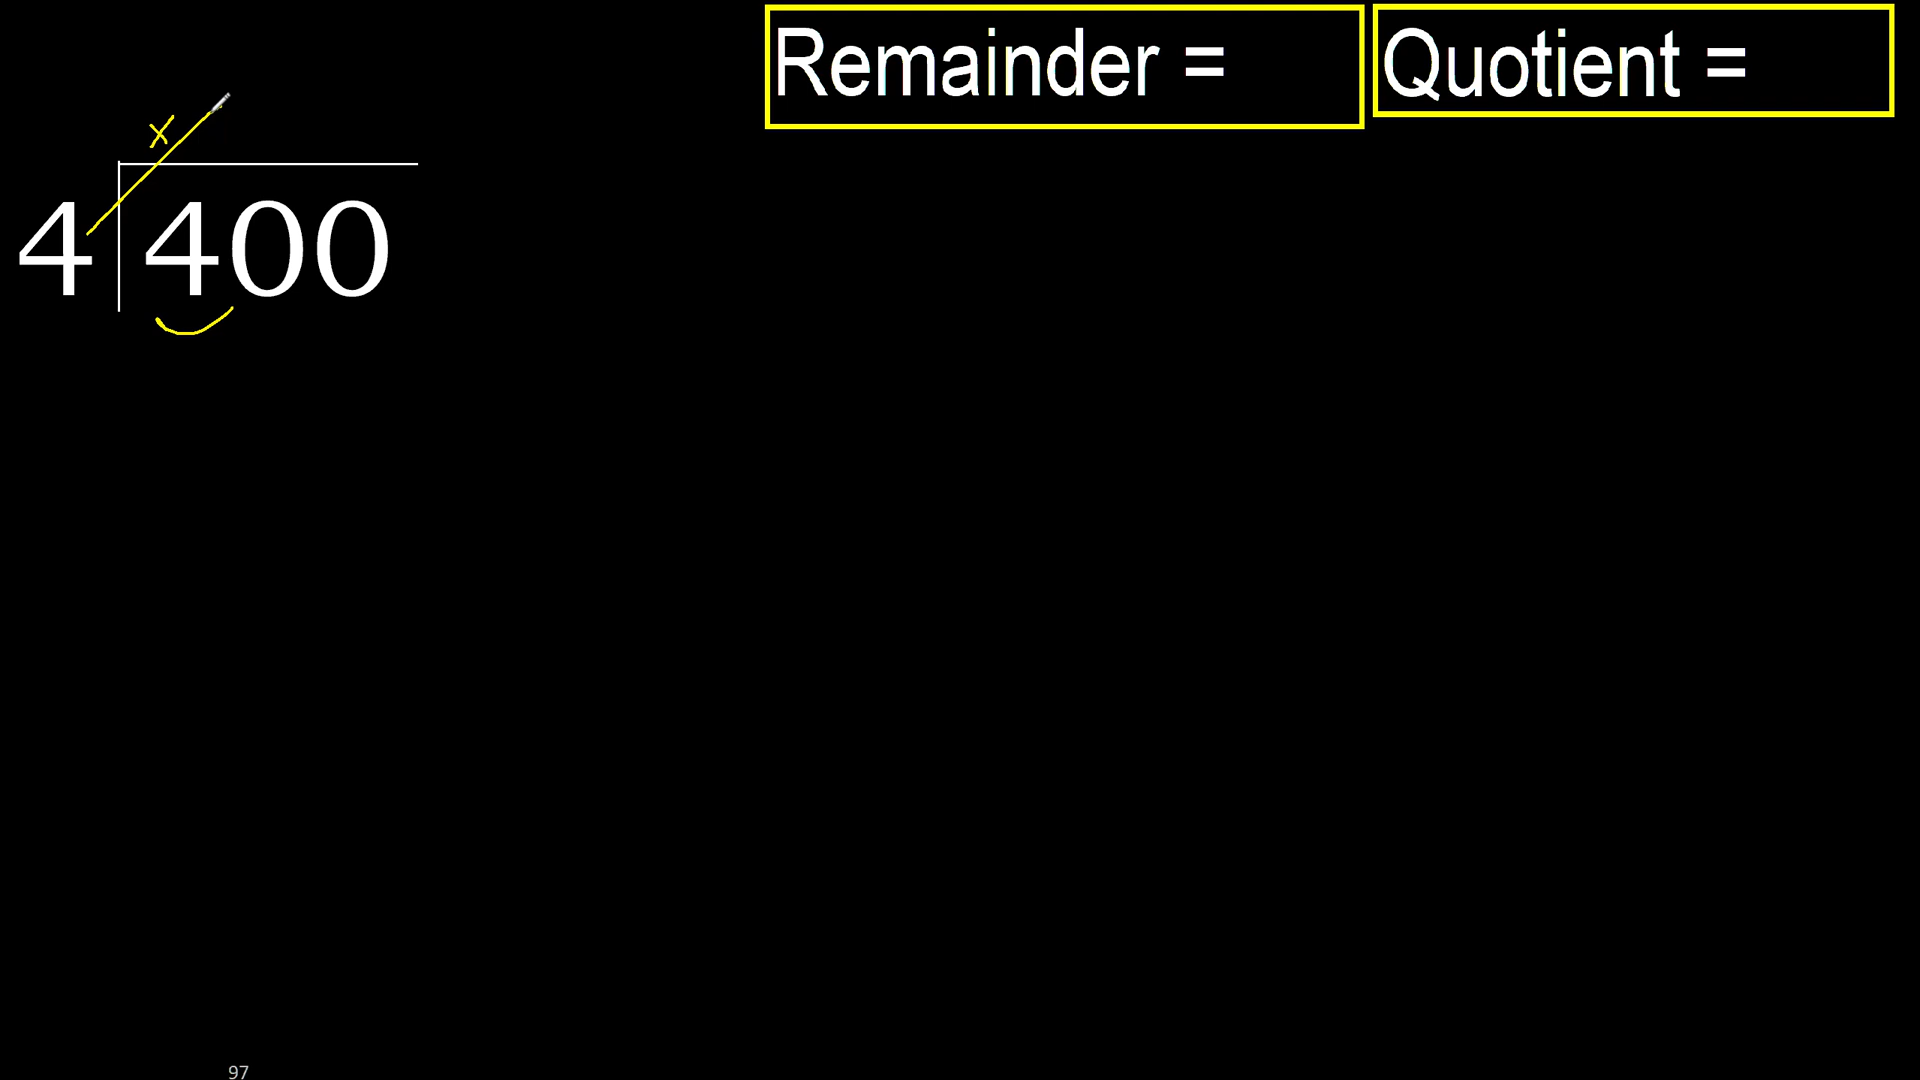 Remainder =
Quotient =
x
4 400
97